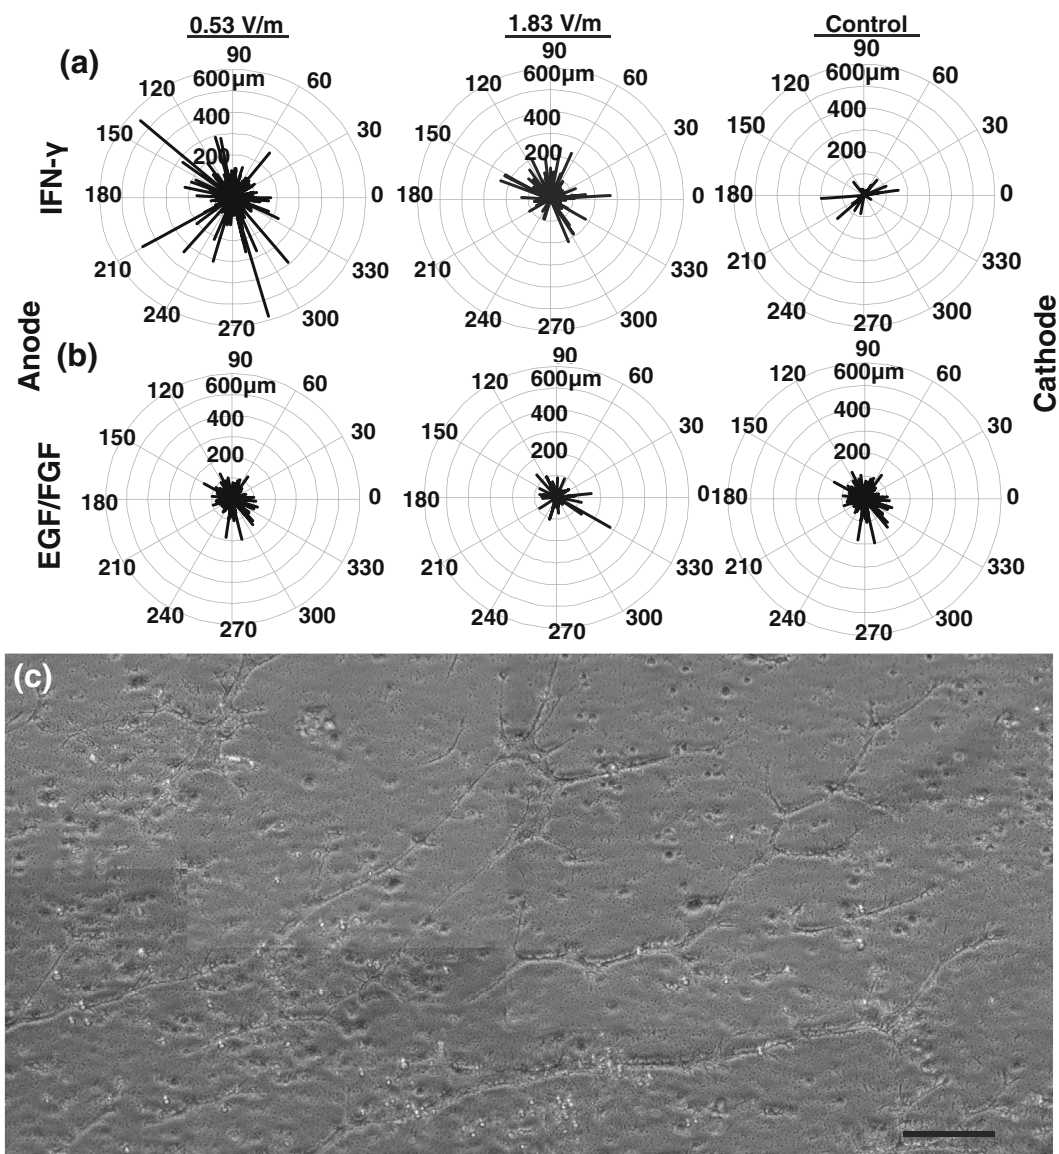 0.53 V/m 1.83 V/m Control
(a) 90 90 90
600µm 600µm 600µm
120 60 120 60 120 60
400 400 400
150 30 150 30 150 30
200 200 200
IFN-γ 180 0 180 0 180 0
210 330 210 330 210 330
240 300 240 300 240 300
270 270 270
Anode Cathode
(b) 90 90 90
600µm 600µm 600µm
120 60 120 60 120 60
400 400 400
150 30 150 30 150 30
200 200 200
EGF/FGF 180 0 180 0 180 0
210 330 210 330 210 330
240 300 240 300 240 300
270 270 270
(c)